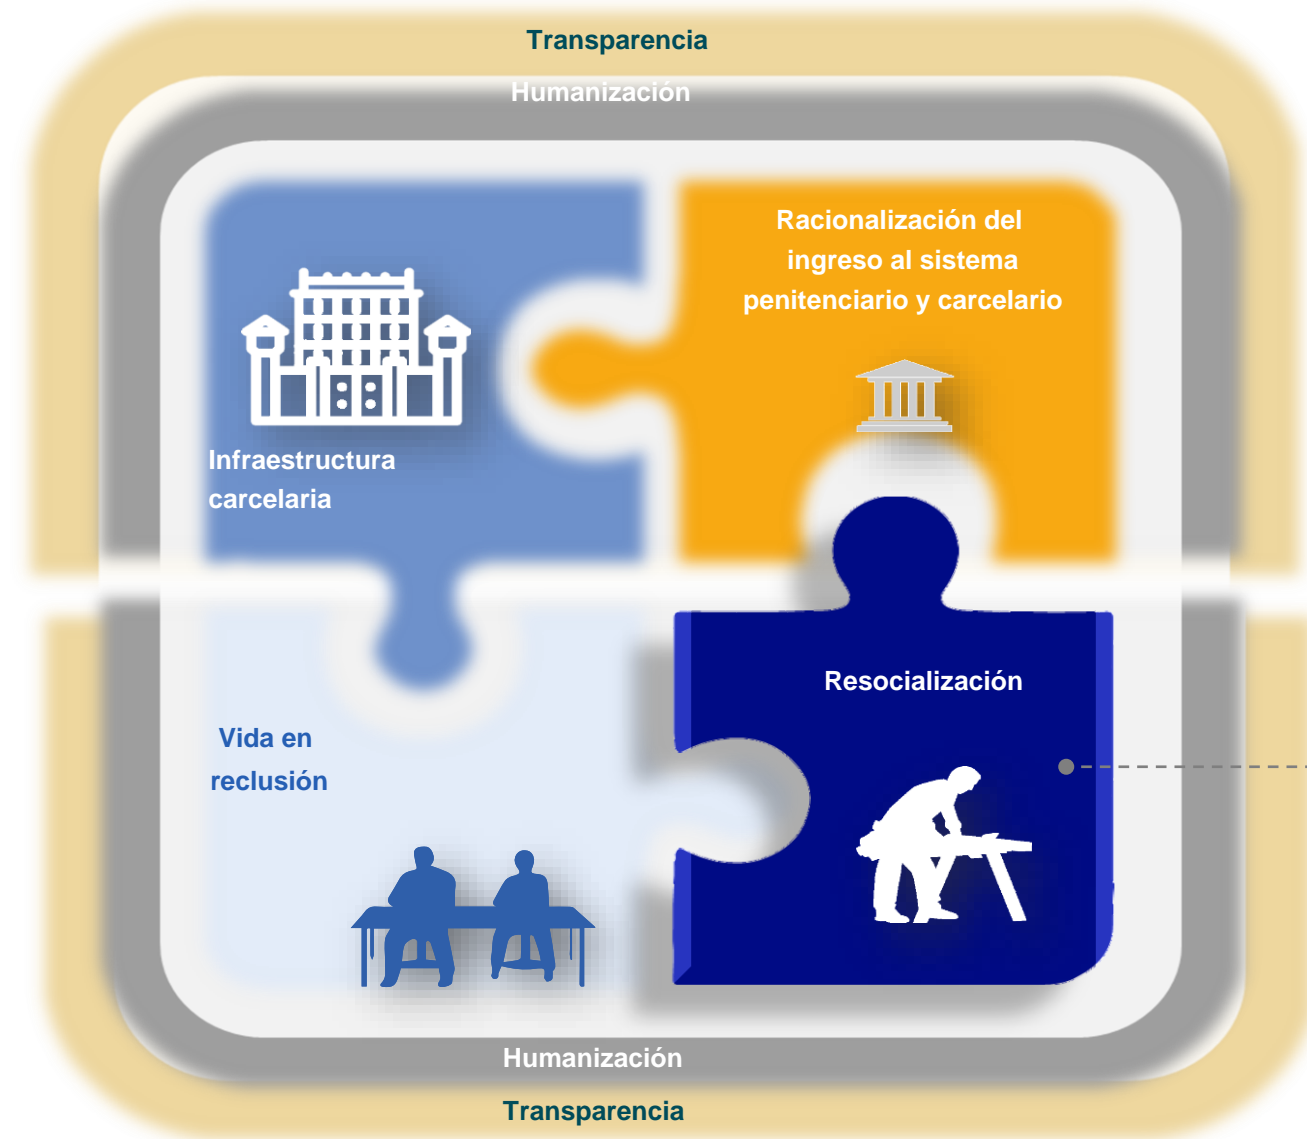 Transparencia
Humanización
Racionalización del
ingreso al sistema
penitenciario y carcelario
Infraestructura
carcelaria
Resocialización
Vida en
reclusión
Humanización
Transparencia